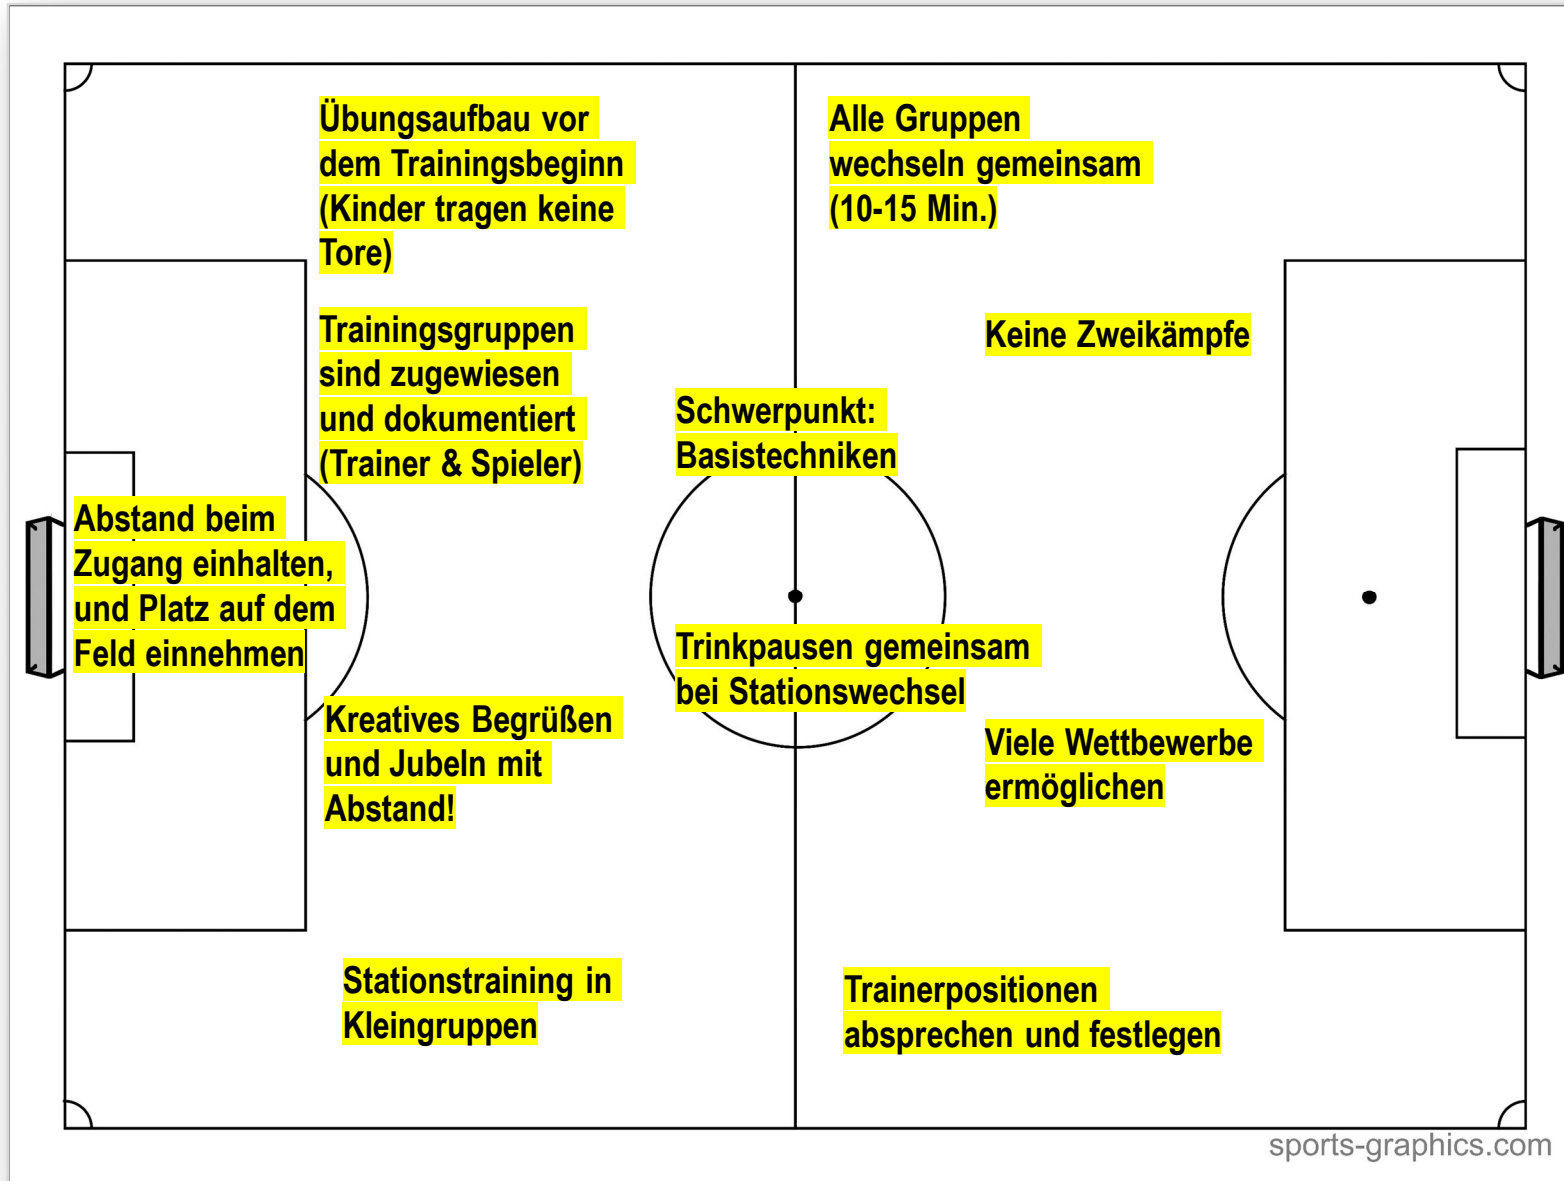 Übungsaufbau vor
dem Trainingsbeginn
(Kinder tragen keine
Tore)
Alle Gruppen
wechseln gemeinsam
(10-15 Min.)
Trainingsgruppen
sind zugewiesen
und dokumentiert
(Trainer & Spieler)
Keine Zweikämpfe
Schwerpunkt:
Basistechniken
Abstand beim
Zugang einhalten,
und Platz auf dem
Feld einnehmen
Trinkpausen gemeinsam
bei Stationswechsel
Kreatives Begrüßen
und Jubeln mit
Abstand!
Viele Wettbewerbe
ermöglichen
Stationstraining in
Kleingruppen
Trainerpositionen
absprechen und festlegen
sports-graphics.com